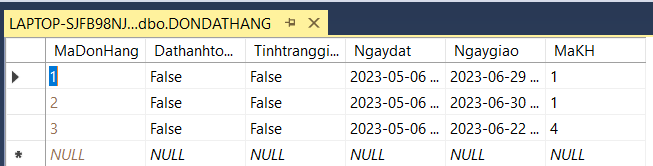 LAPTOP-SJFB98NJ...dbo.DONDATHANG
MaDonHang Dathanhto... Tinhtranggi... Ngaydat Ngaygiao MaKH
1 False False 2023-05-06 ... 2023-06-29 ... 1
2 False False 2023-05-06 ... 2023-06-30 ... 1
3 False False 2023-05-06 ... 2023-06-22 ... 4
NULL NULL NULL NULL NULL NULL